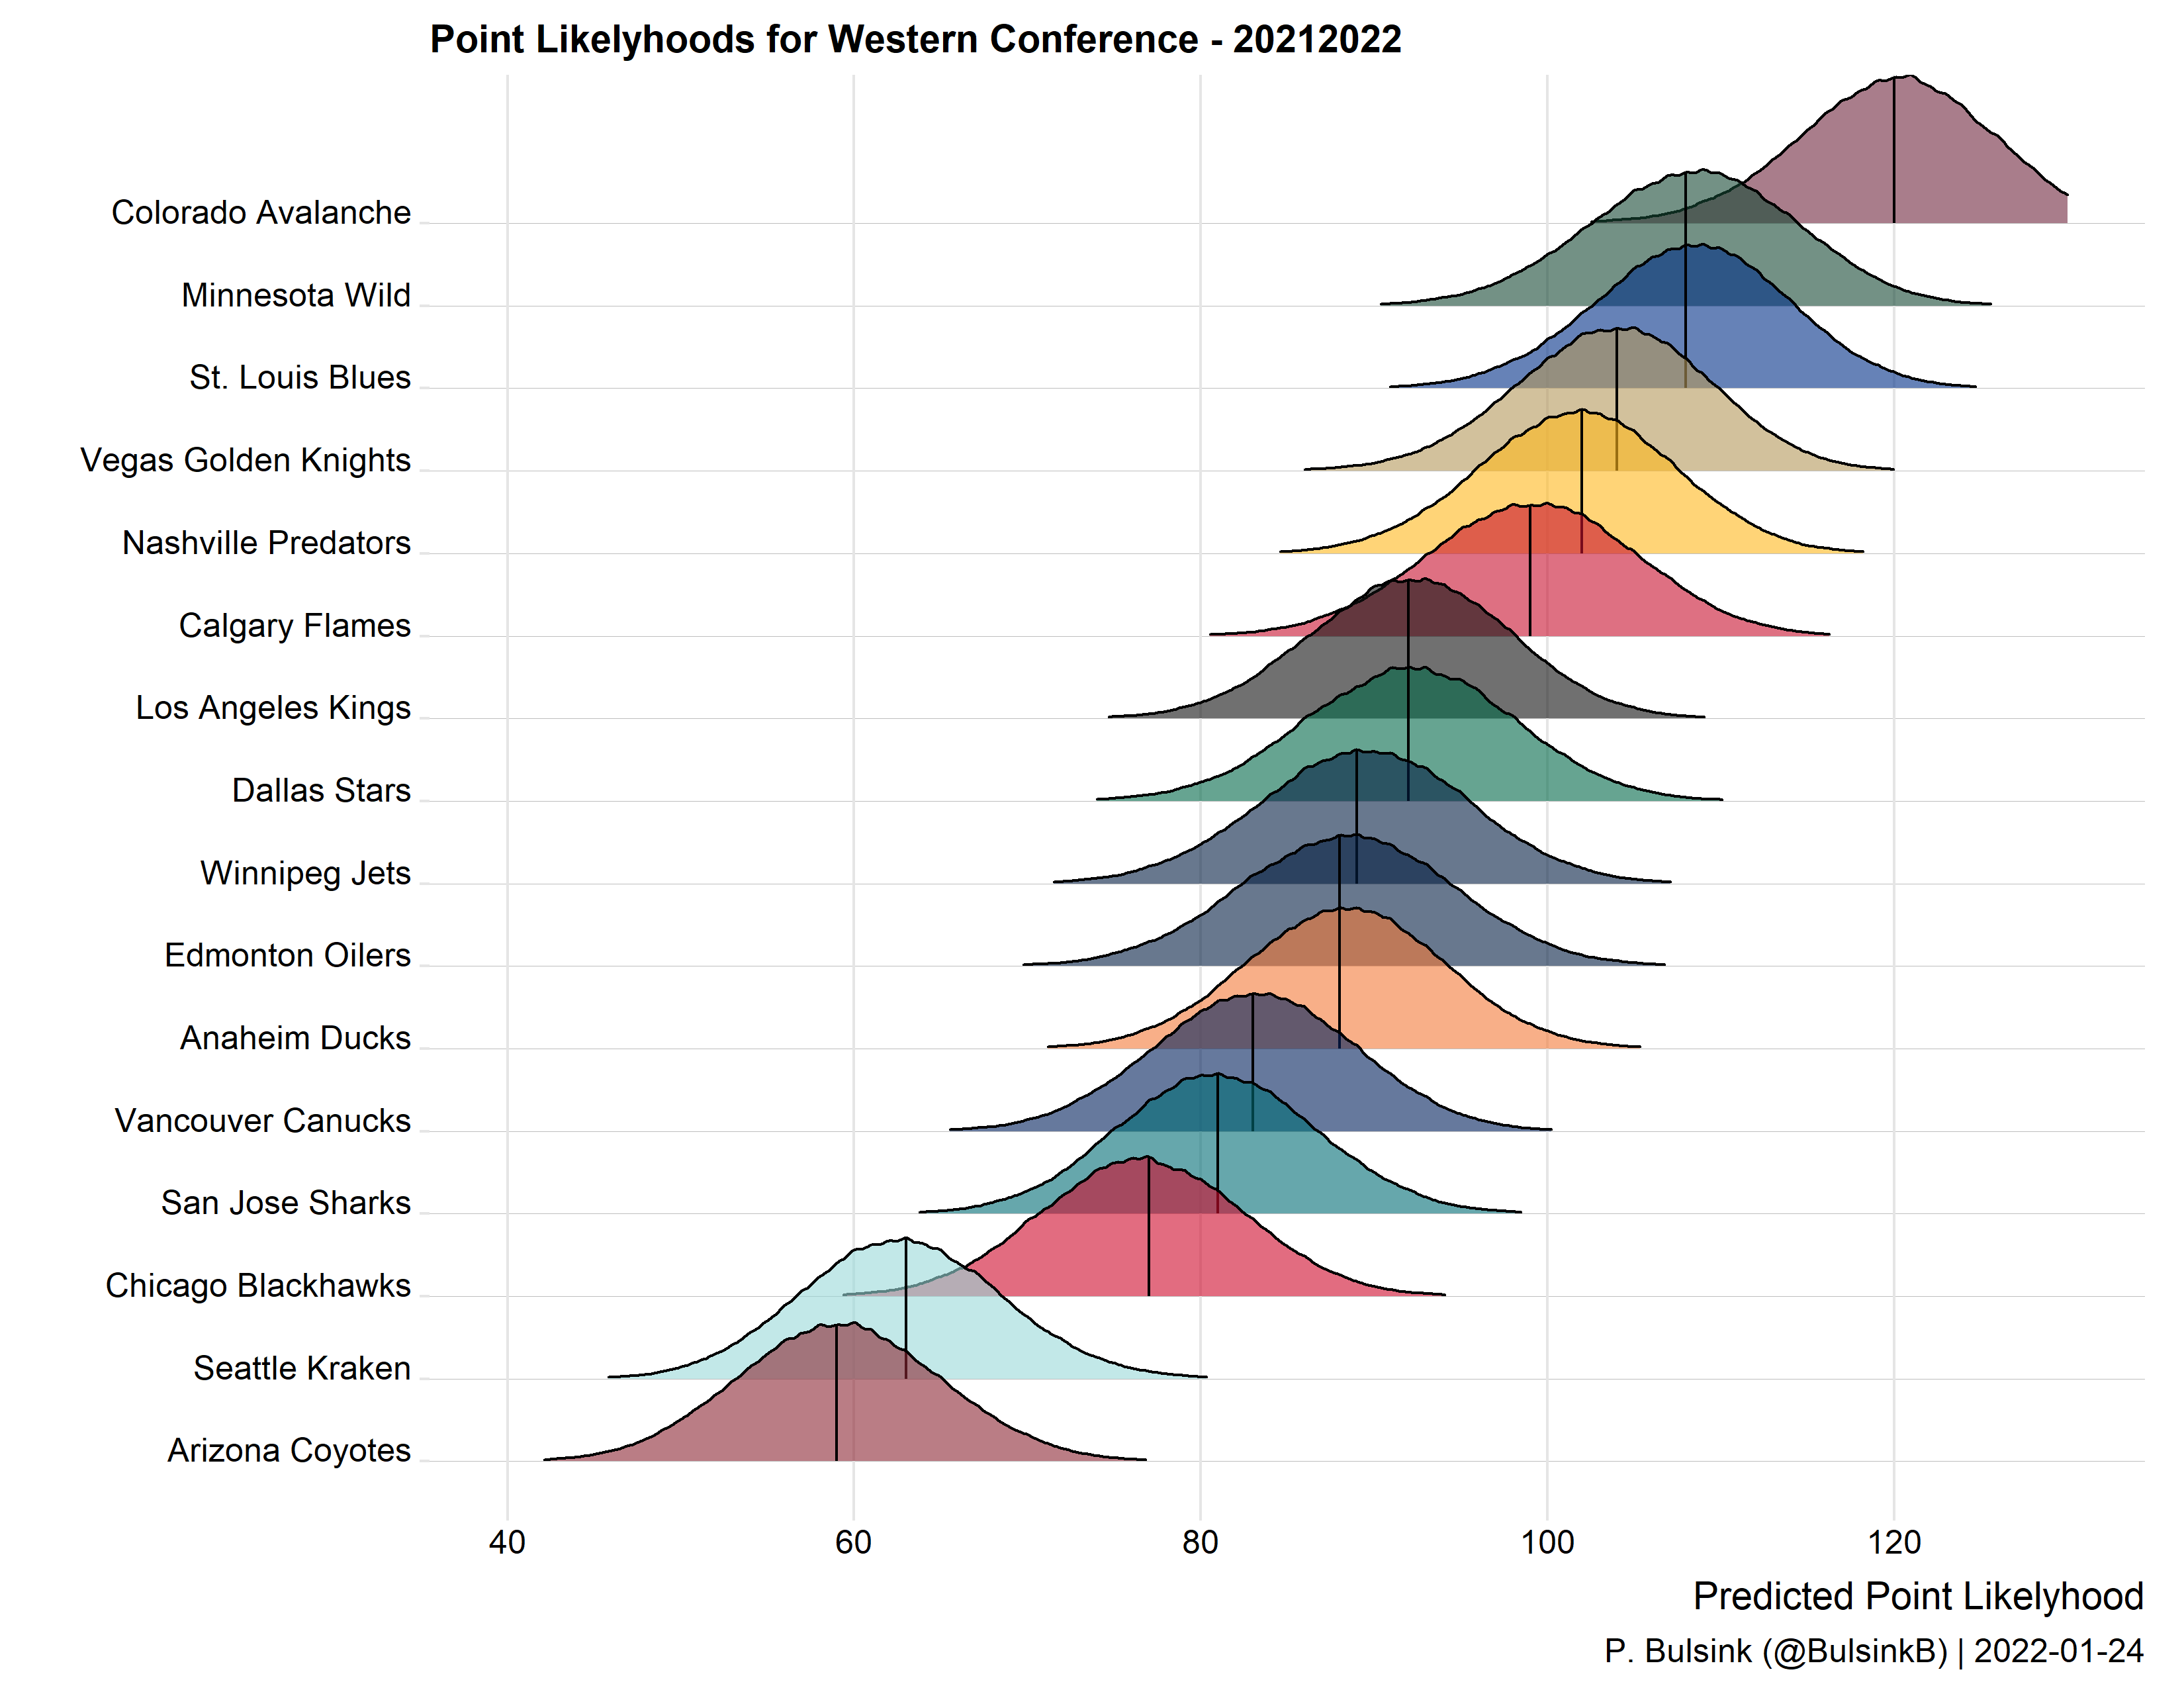 Point Likelyhoods for Western Conference - 20212022
Colorado Avalanche
Minnesota Wild
St. Louis Blues
Vegas Golden Knights
Nashville Predators
Calgary Flames
Los Angeles Kings
Dallas Stars
Winnipeg Jets
Edmonton Oilers
Anaheim Ducks
Vancouver Canucks
San Jose Sharks
Chicago Blackhawks
Seattle Kraken
Arizona Coyotes
40 60 80 100 120
Predicted Point Likelyhood
P. Bulsink (@BulsinkB) | 2022-01-24